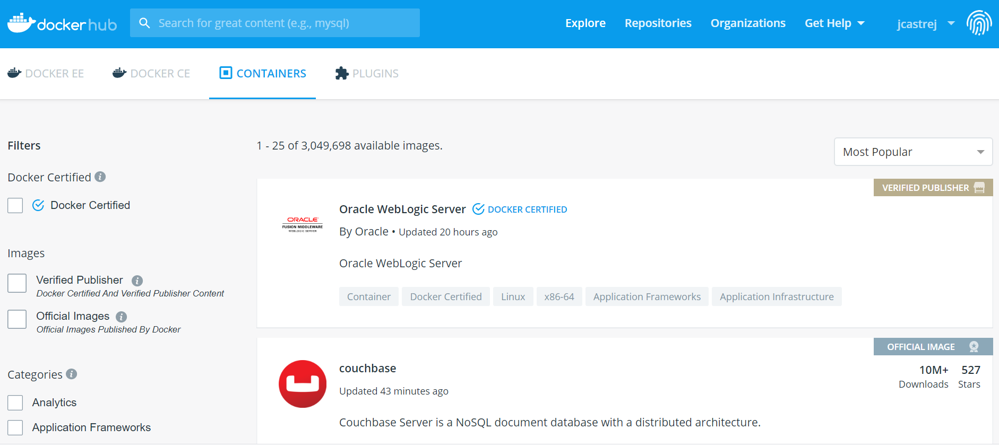 dockerhub
Search for great content (e.g., mysql)
Explore
Repositories
Organizations
Get Help
jcastrej
DOCKER EE
DOCKER CE
CONTAINERS
PLUGINS
Filters
Docker Certified
Docker Certified
Images
Verified Publisher
Docker Certified And Verified Publisher Content
Official Images
Official Images Published By Docker
Categories
Analytics
Application Frameworks
1 - 25 of 3,049,698 available images.
Most Popular
VERIFIED PUBLISHER
ORACLE
FUSION MIDDLEWARE
WEBLOGIC SERVER
Oracle WebLogic Server DOCKER CERTIFIED
By Oracle • Updated 20 hours ago
Oracle WebLogic Server
Container
Docker Certified
Linux
x86-64
Application Frameworks
Application Infrastructure
OFFICIAL IMAGE
couchbase
Updated 43 minutes ago
10M+
Downloads
527
Stars
Couchbase Server is a NoSQL document database with a distributed architecture.